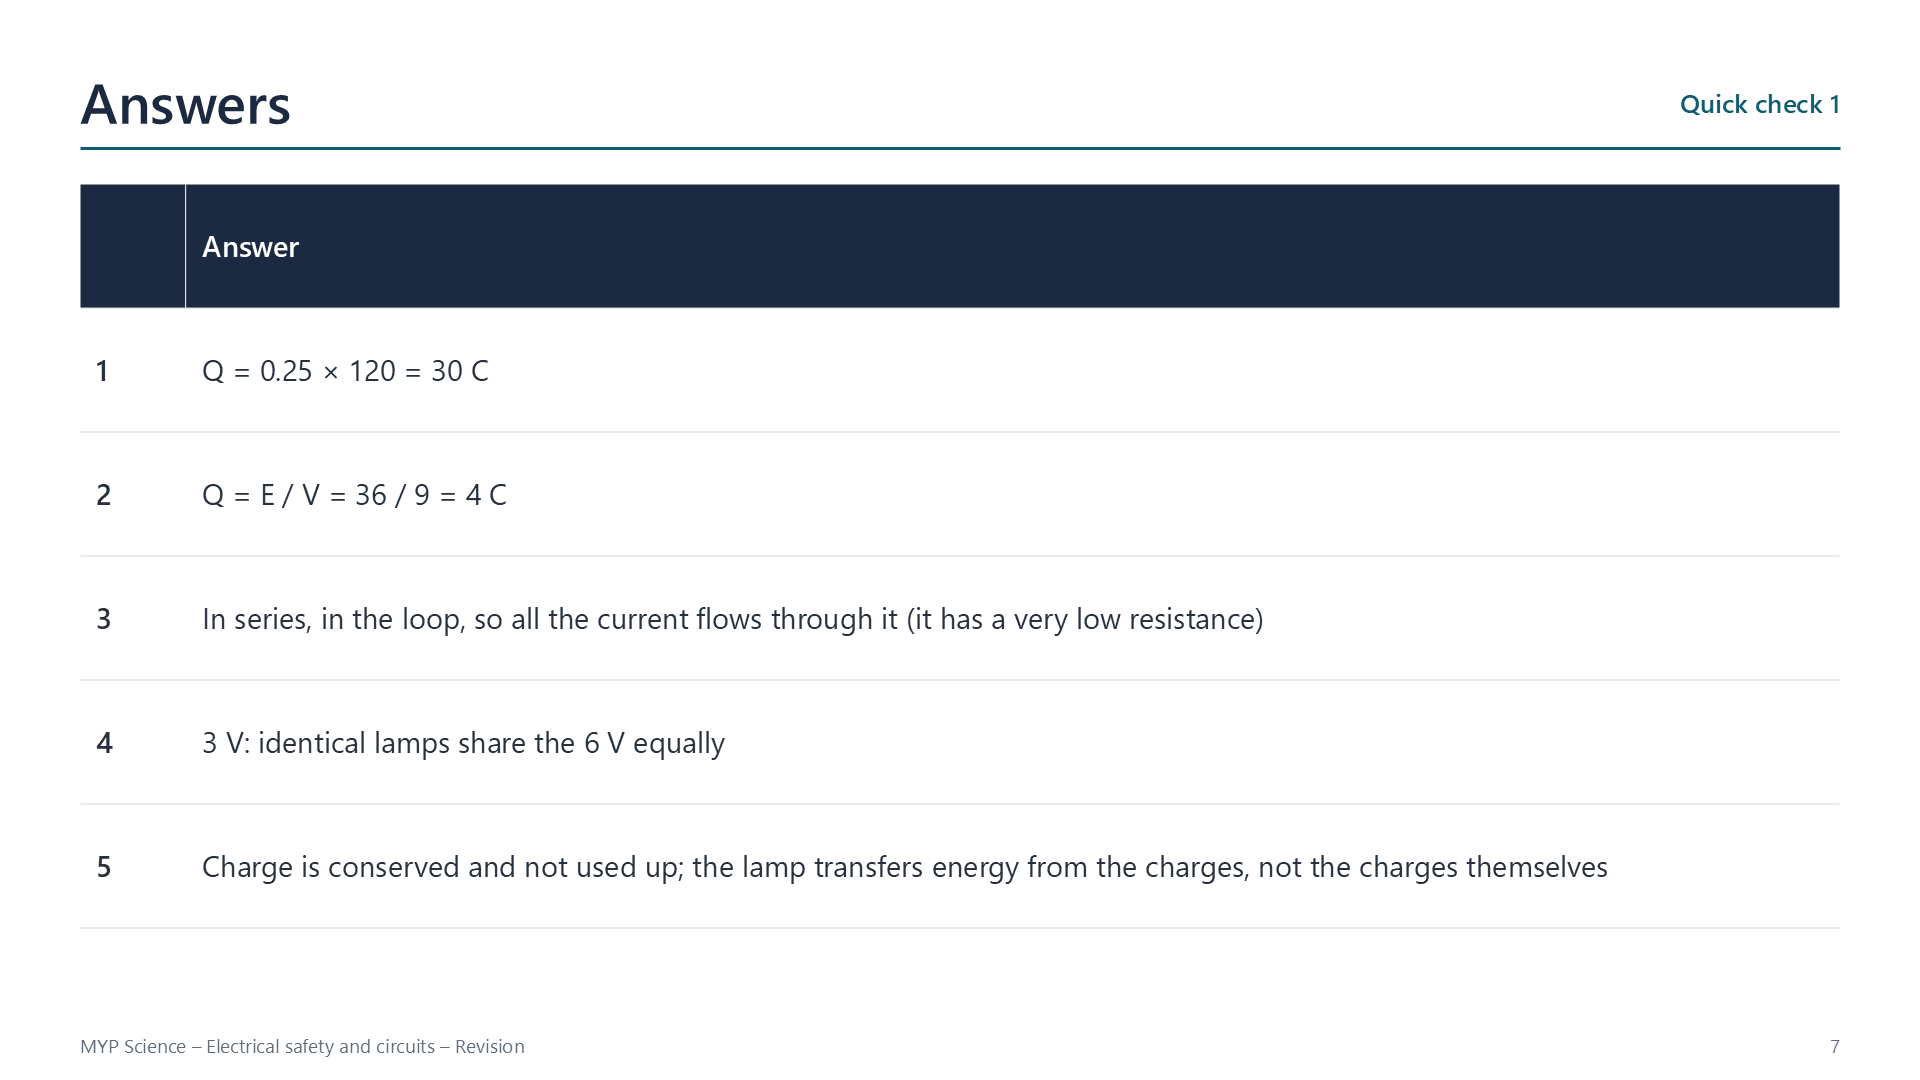 Answers
Quick check 1
Answer
1 Q = 0.25 × 120 = 30 C
2 Q = E / V = 36 / 9 = 4 C
3 In series, in the loop, so all the current flows through it (it has a very low resistance)
4 3 V: identical lamps share the 6 V equally
5 Charge is conserved and not used up; the lamp transfers energy from the charges, not the charges themselves
MYP Science – Electrical safety and circuits – Revision
7